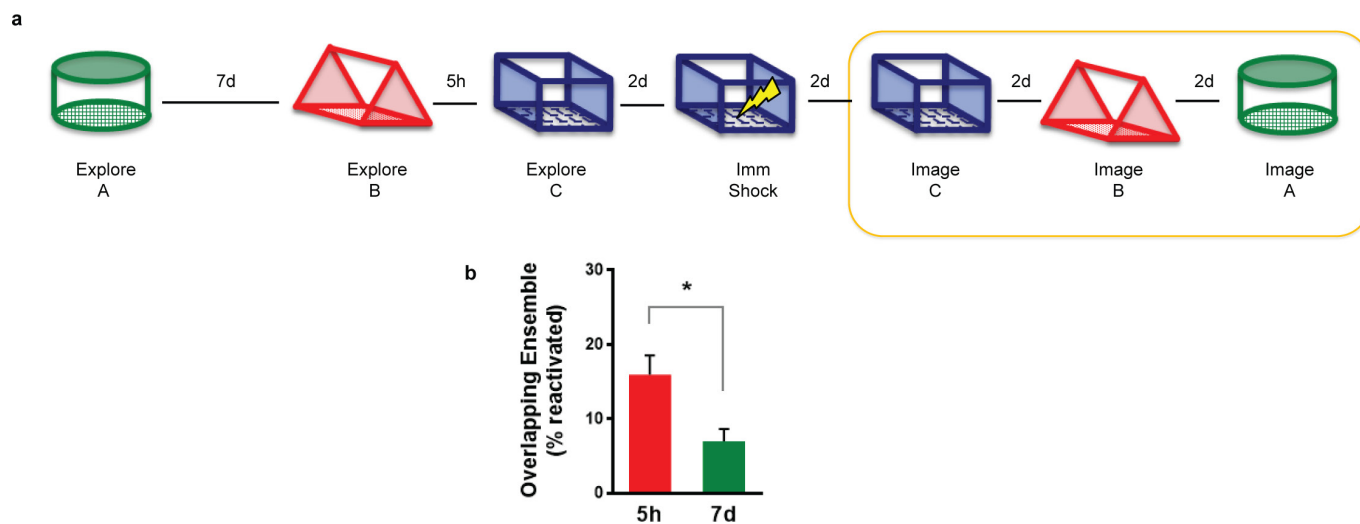 a
7d
5h
2d
2d
2d
2d
Explore
A
Explore
B
Explore
C
Imm
Shock
Image
C
Image
B
Image
A
b
Overlapping Ensemble
(% reactivated)
30
20
10
0
*
5h
7d